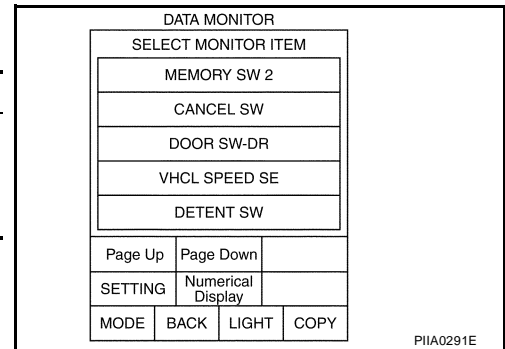 DATA MONITOR
SELECT MONITOR ITEM
MEMORY SW 2
CANCEL SW
DOOR SW-DR
VHCL SPEED SE
DETENT SW
Page Up Page Down
SETTING Numerical
Display
MODE BACK LIGHT COPY
PIIA0291E